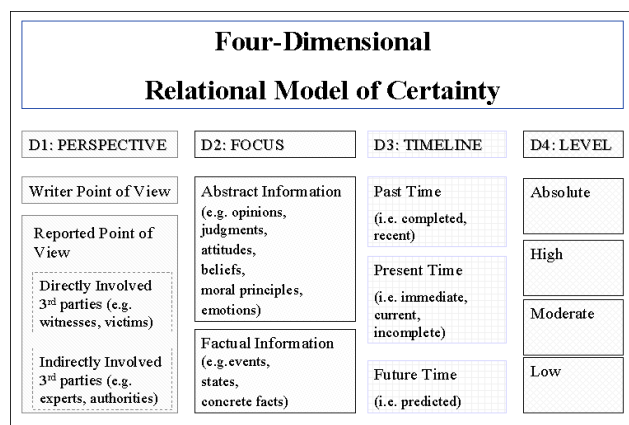 Four-Dimensional
Relational Model of Certainty
D1: PERSPECTIVE
Writer Point of View
Reported Point of
View
Directly Involved
3rd parties (e.g.
witnesses, victims)
Indirectly Involved
3rd parties (e.g.
experts, authorities)
D2: FOCUS
Abstract Information
(e.g. opinions,
judgments,
attitudes,
beliefs,
moral principles,
emotions)
Factual Information
(e.g.events,
states,
concrete facts)
D3: TIMELINE
Past Time
(i.e. completed,
recent)
Present Time
(i.e. immediate,
current,
incomplete)
Future Time
(i.e. predicted)
D4: LEVEL
Absolute
High
Moderate
Low